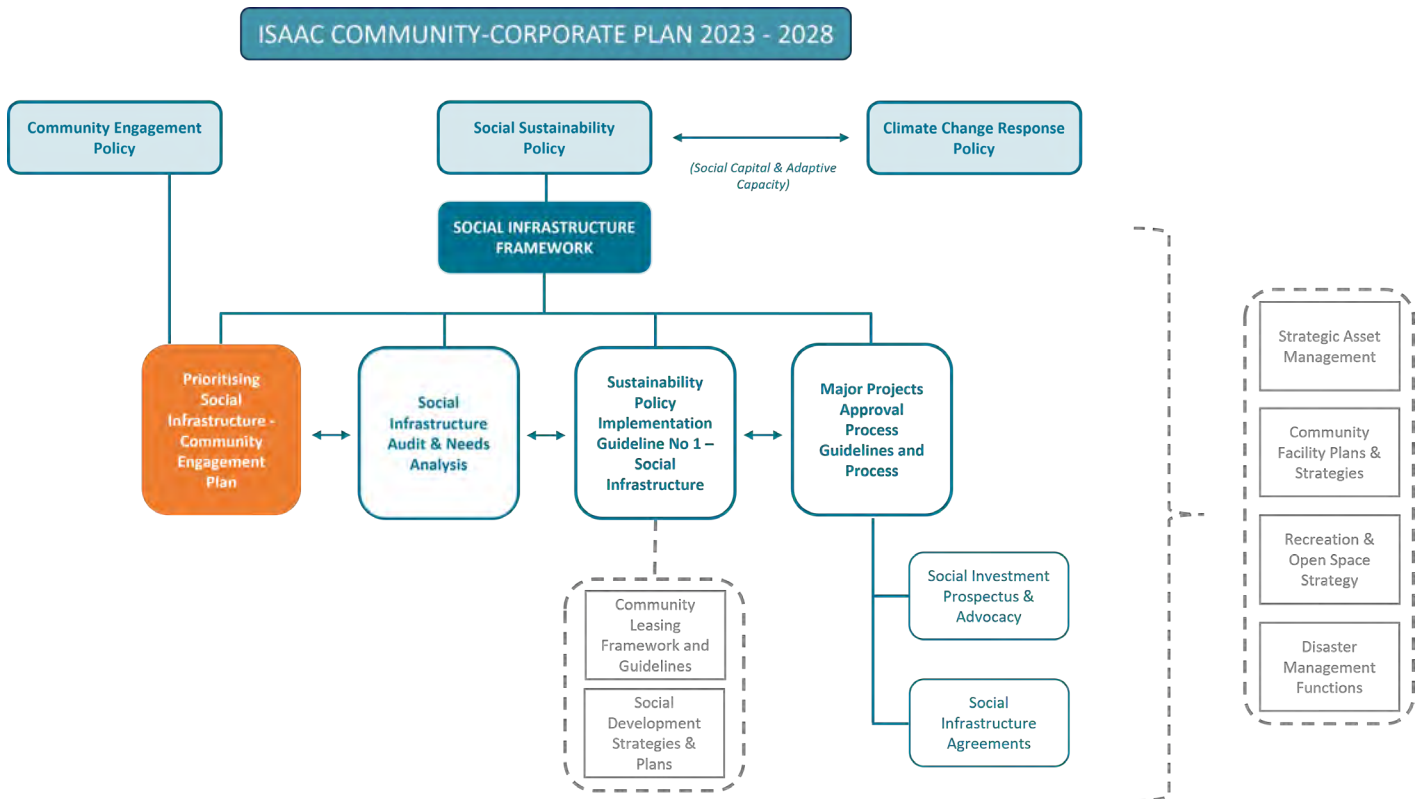 ISAAC COMMUNITY-CORPORATE PLAN 2023 - 2028
Community Engagement
Policy
Social Sustainability
Policy
(Social Capital & Adaptive
Capacity)
Climate Change Response
Policy
SOCIAL INFRASTRUCTURE
FRAMEWORK
Prioritising
Social
Infrastructure -
Community
Engagement
Plan
Social
Infrastructure
Audit & Needs
Analysis
Sustainability
Policy
Implementation
Guideline No 1 –
Social
Infrastructure
Major Projects
Approval
Process
Guidelines and
Process
Community
Leasing
Framework and
Guidelines
Social
Development
Strategies &
Plans
Social Investment
Prospectus &
Advocacy
Social
Infrastructure
Agreements
Strategic Asset
Management
Community
Facility Plans &
Strategies
Recreation &
Open Space
Strategy
Disaster
Management
Functions